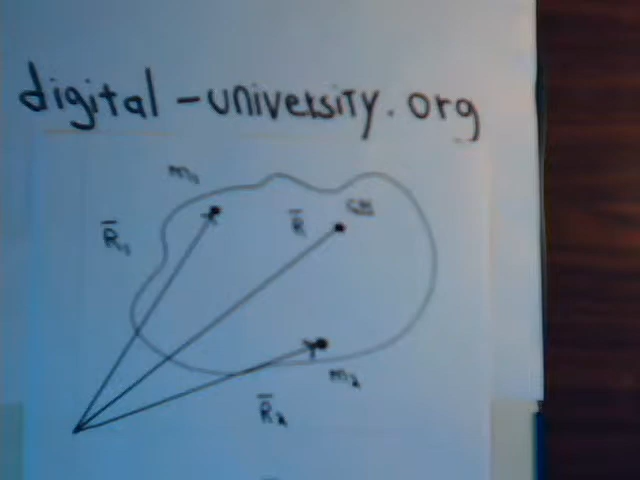 digital-university.org
m₁
R̅ CM
R̅₁
m₂
R̅₂